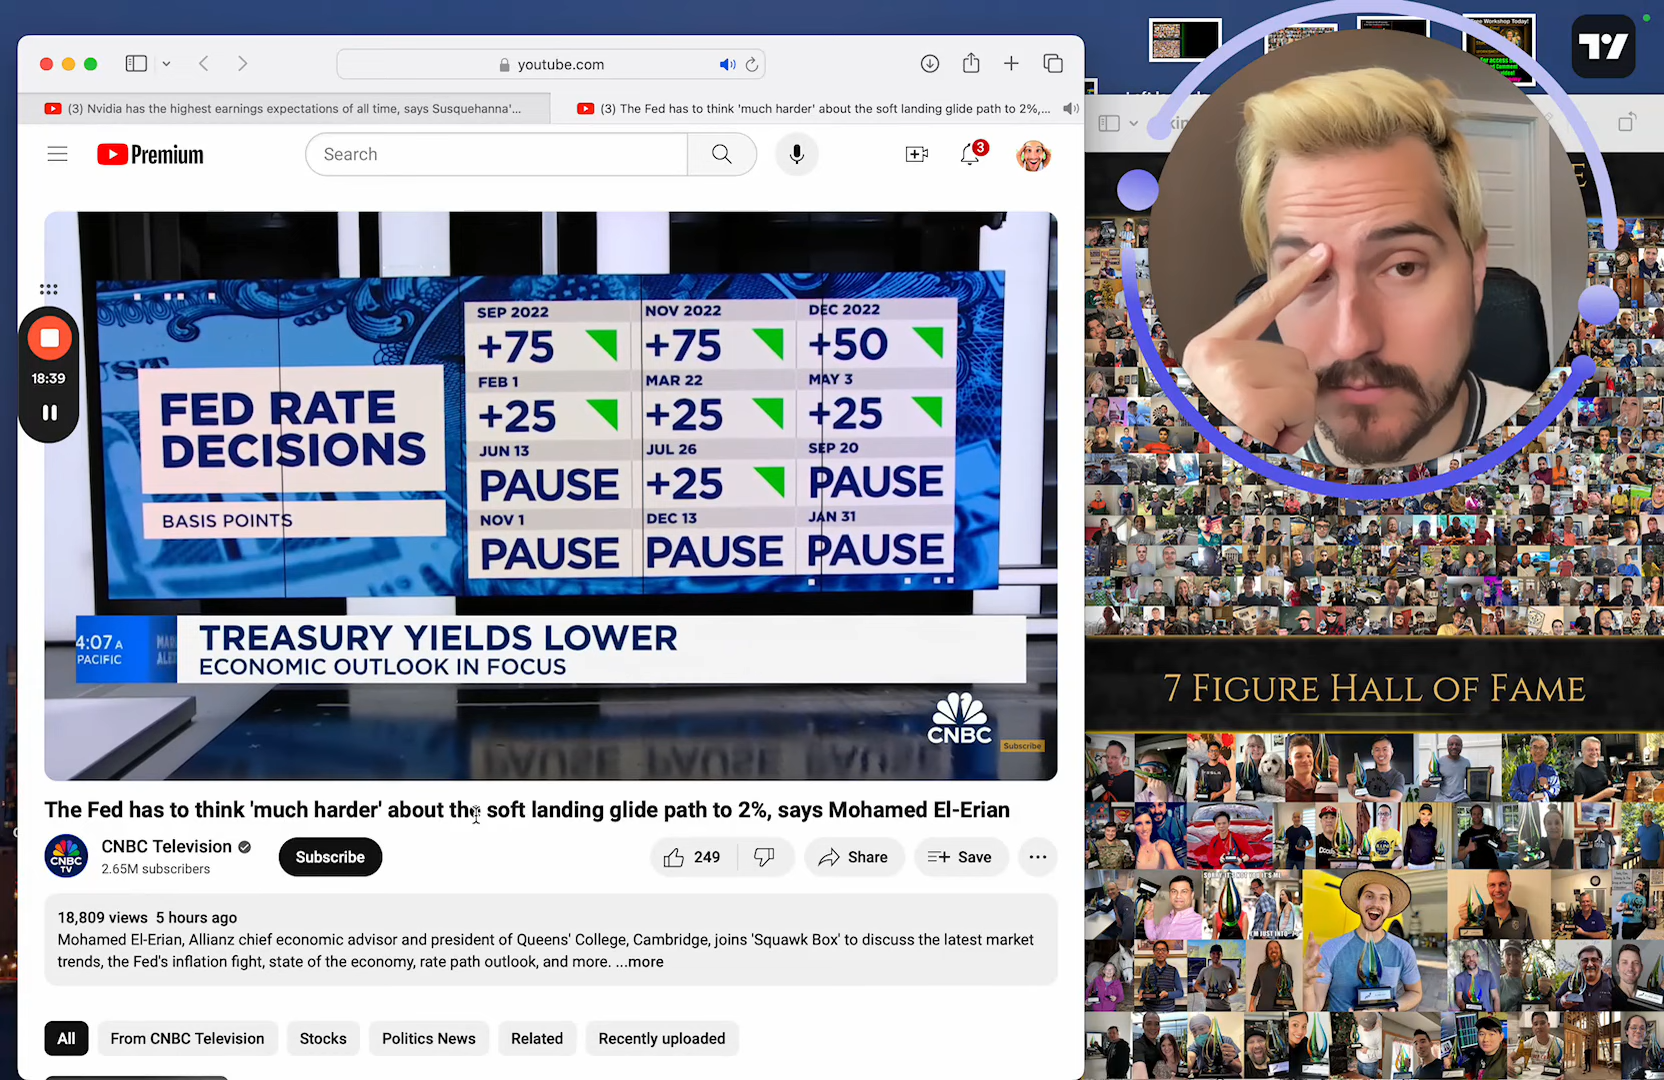 youtube.com
(3) Nvidia has the highest earnings expectations of all time, says Susquehanna'...
(3) The Fed has to think 'much harder' about the soft landing glide path to 2%,...
Premium
Search
3
18:39
FED RATE
DECISIONS
BASIS POINTS
SEP 2022 NOV 2022 DEC 2022
+75 +75 +50
FEB 1 MAR 22 MAY 3
+25 +25 +25
JUN 13 JUL 26 SEP 20
PAUSE +25 PAUSE
NOV 1 DEC 13 JAN 31
PAUSE PAUSE PAUSE
4:07A
PACIFIC
TREASURY YIELDS LOWER
ECONOMIC OUTLOOK IN FOCUS
CNBC
Subscribe
The Fed has to think 'much harder' about the soft landing glide path to 2%, says Mohamed El-Erian
CNBC
TV
CNBC Television
2.65M subscribers
Subscribe
249
Share
Save
18,809 views 5 hours ago
Mohamed El-Erian, Allianz chief economic advisor and president of Queens' College, Cambridge, joins 'Squawk Box' to discuss the latest market
trends, the Fed's inflation fight, state of the economy, rate path outlook, and more. ...more
All
From CNBC Television
Stocks
Politics News
Related
Recently uploaded
7 FIGURE HALL OF FAME